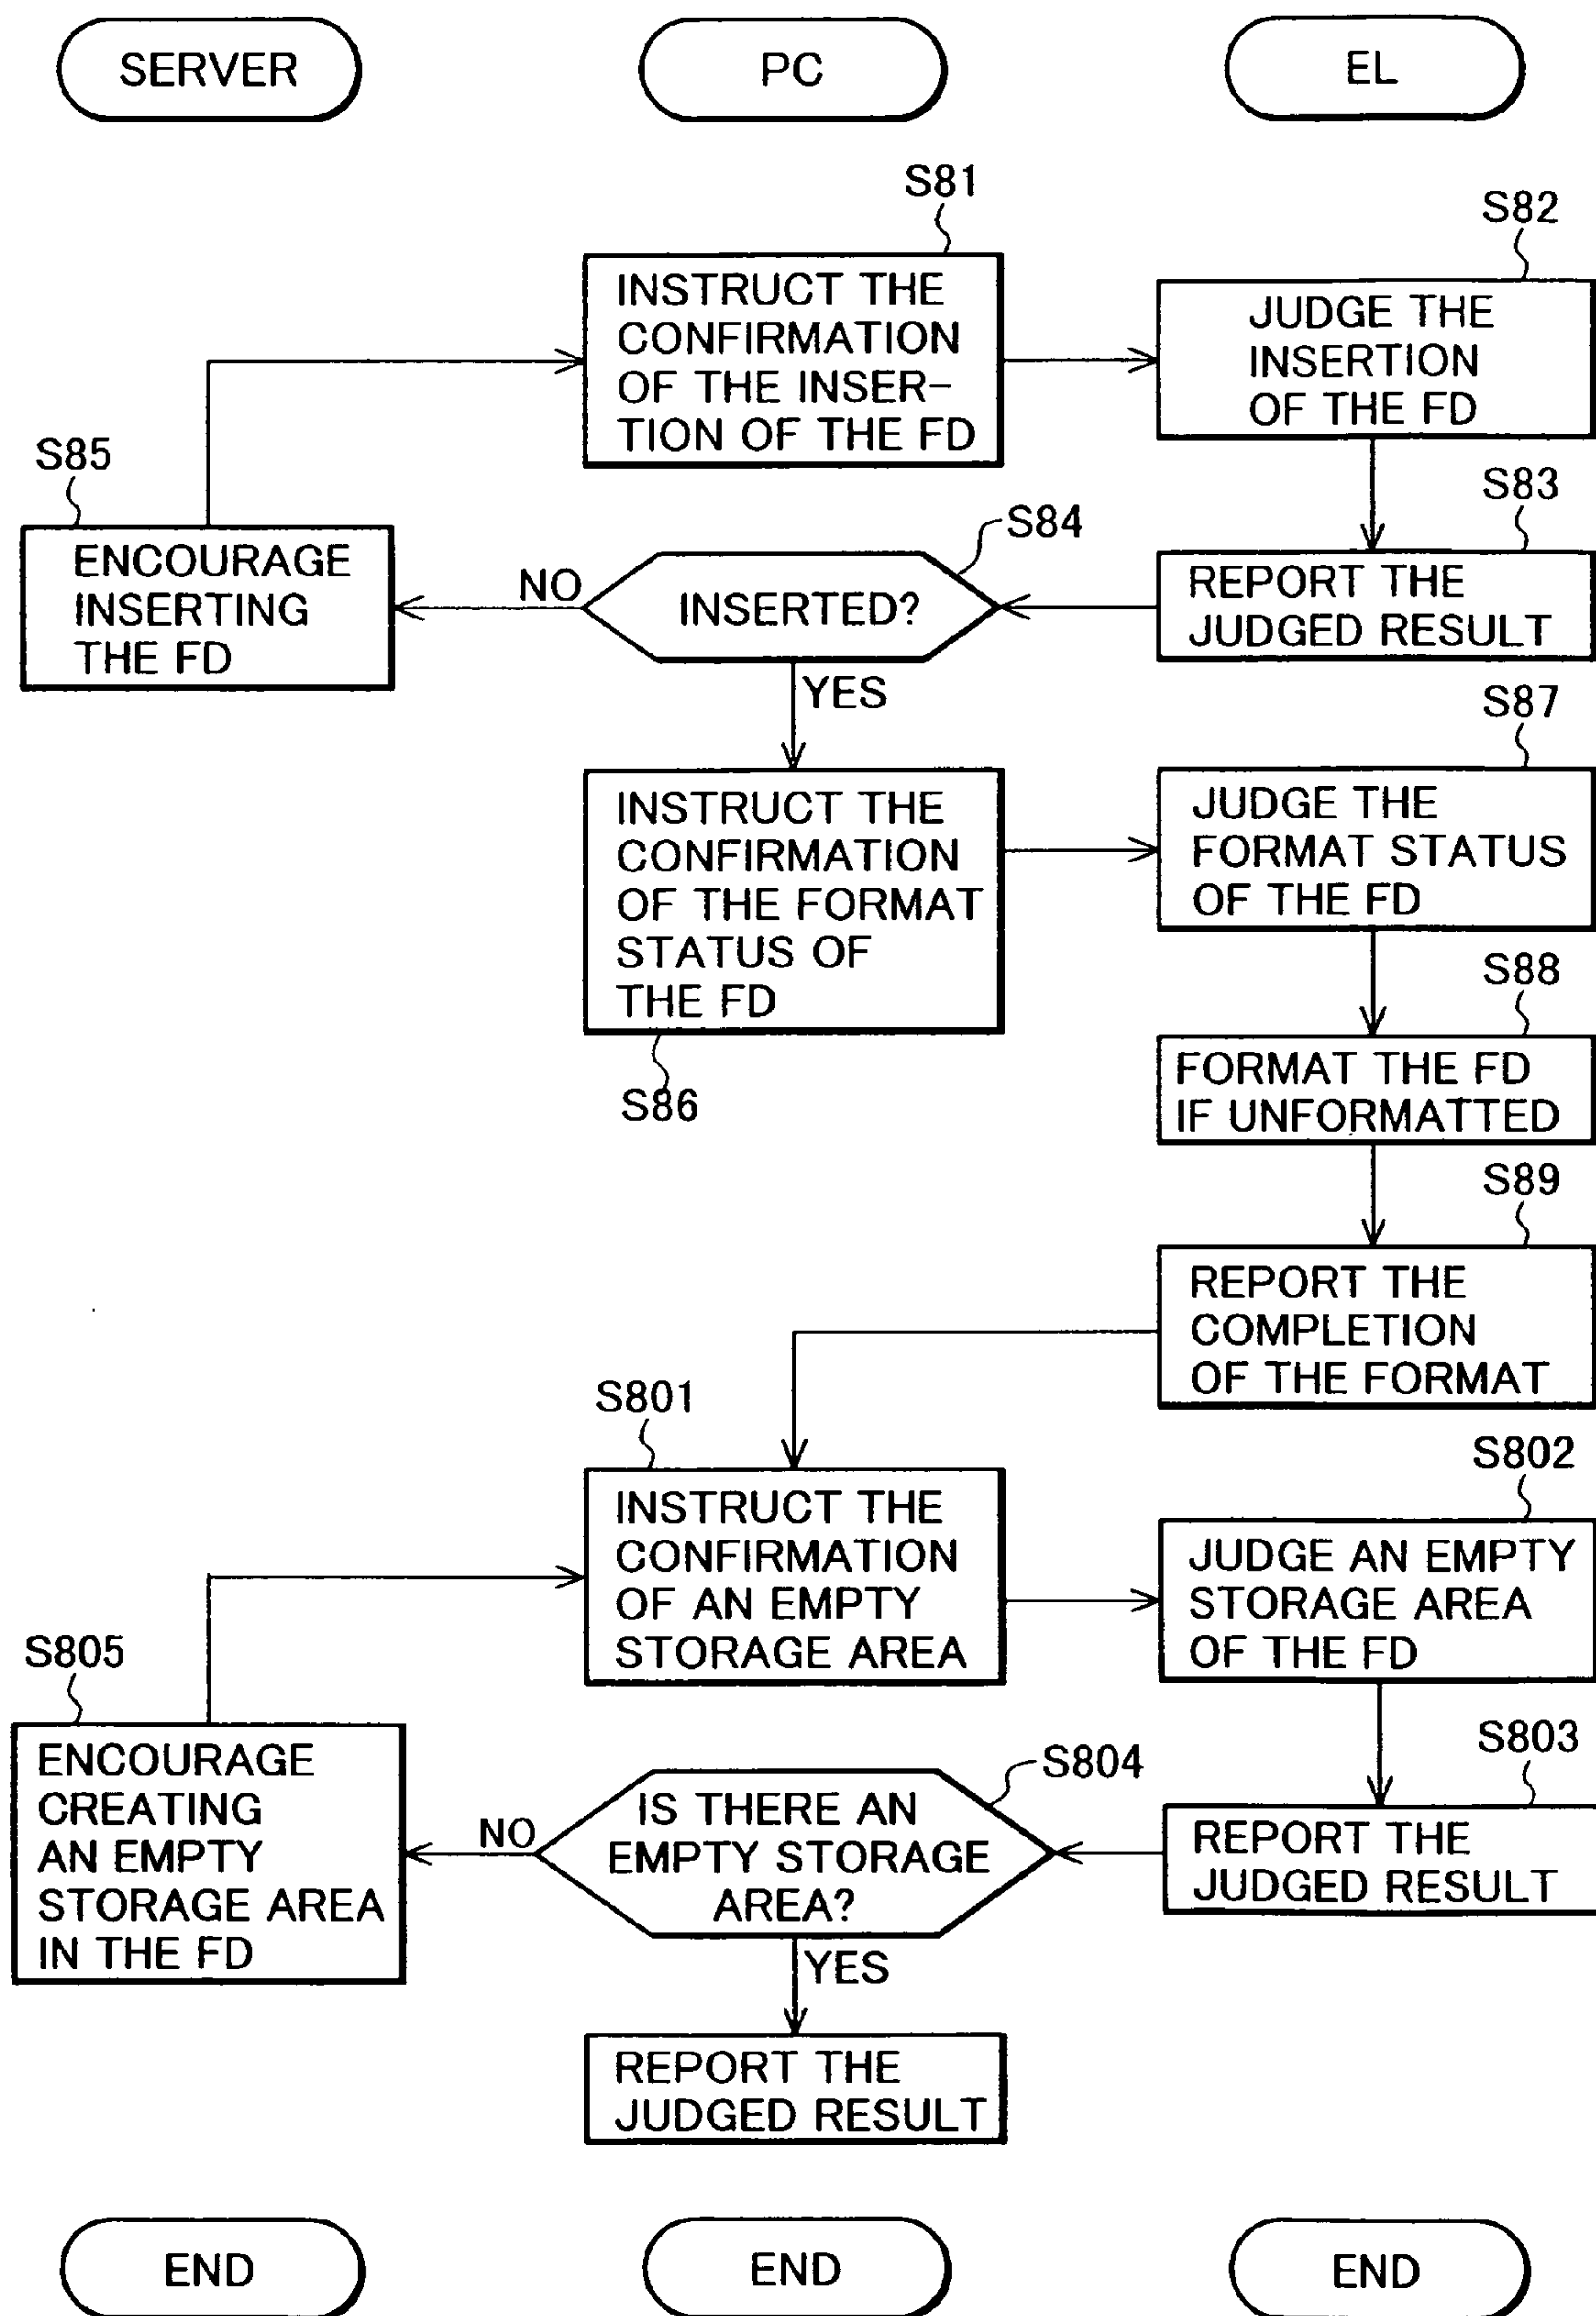 SERVER
PC
EL
S81
INSTRUCT THE
CONFIRMATION
OF THE INSER-
TION OF THE FD
S82
JUDGE THE
INSERTION
OF THE FD
S83
REPORT THE
JUDGED RESULT
S84
INSERTED?
NO
YES
S85
ENCOURAGE
INSERTING
THE FD
INSTRUCT THE
CONFIRMATION
OF THE FORMAT
STATUS OF
THE FD
S86
S87
JUDGE THE
FORMAT STATUS
OF THE FD
S88
FORMAT THE FD
IF UNFORMATTED
S89
REPORT THE
COMPLETION
OF THE FORMAT
S801
INSTRUCT THE
CONFIRMATION
OF AN EMPTY
STORAGE AREA
S802
JUDGE AN EMPTY
STORAGE AREA
OF THE FD
S803
REPORT THE
JUDGED RESULT
S804
IS THERE AN
EMPTY STORAGE
AREA?
NO
YES
S805
ENCOURAGE
CREATING
AN EMPTY
STORAGE AREA
IN THE FD
REPORT THE
JUDGED RESULT
END
END
END